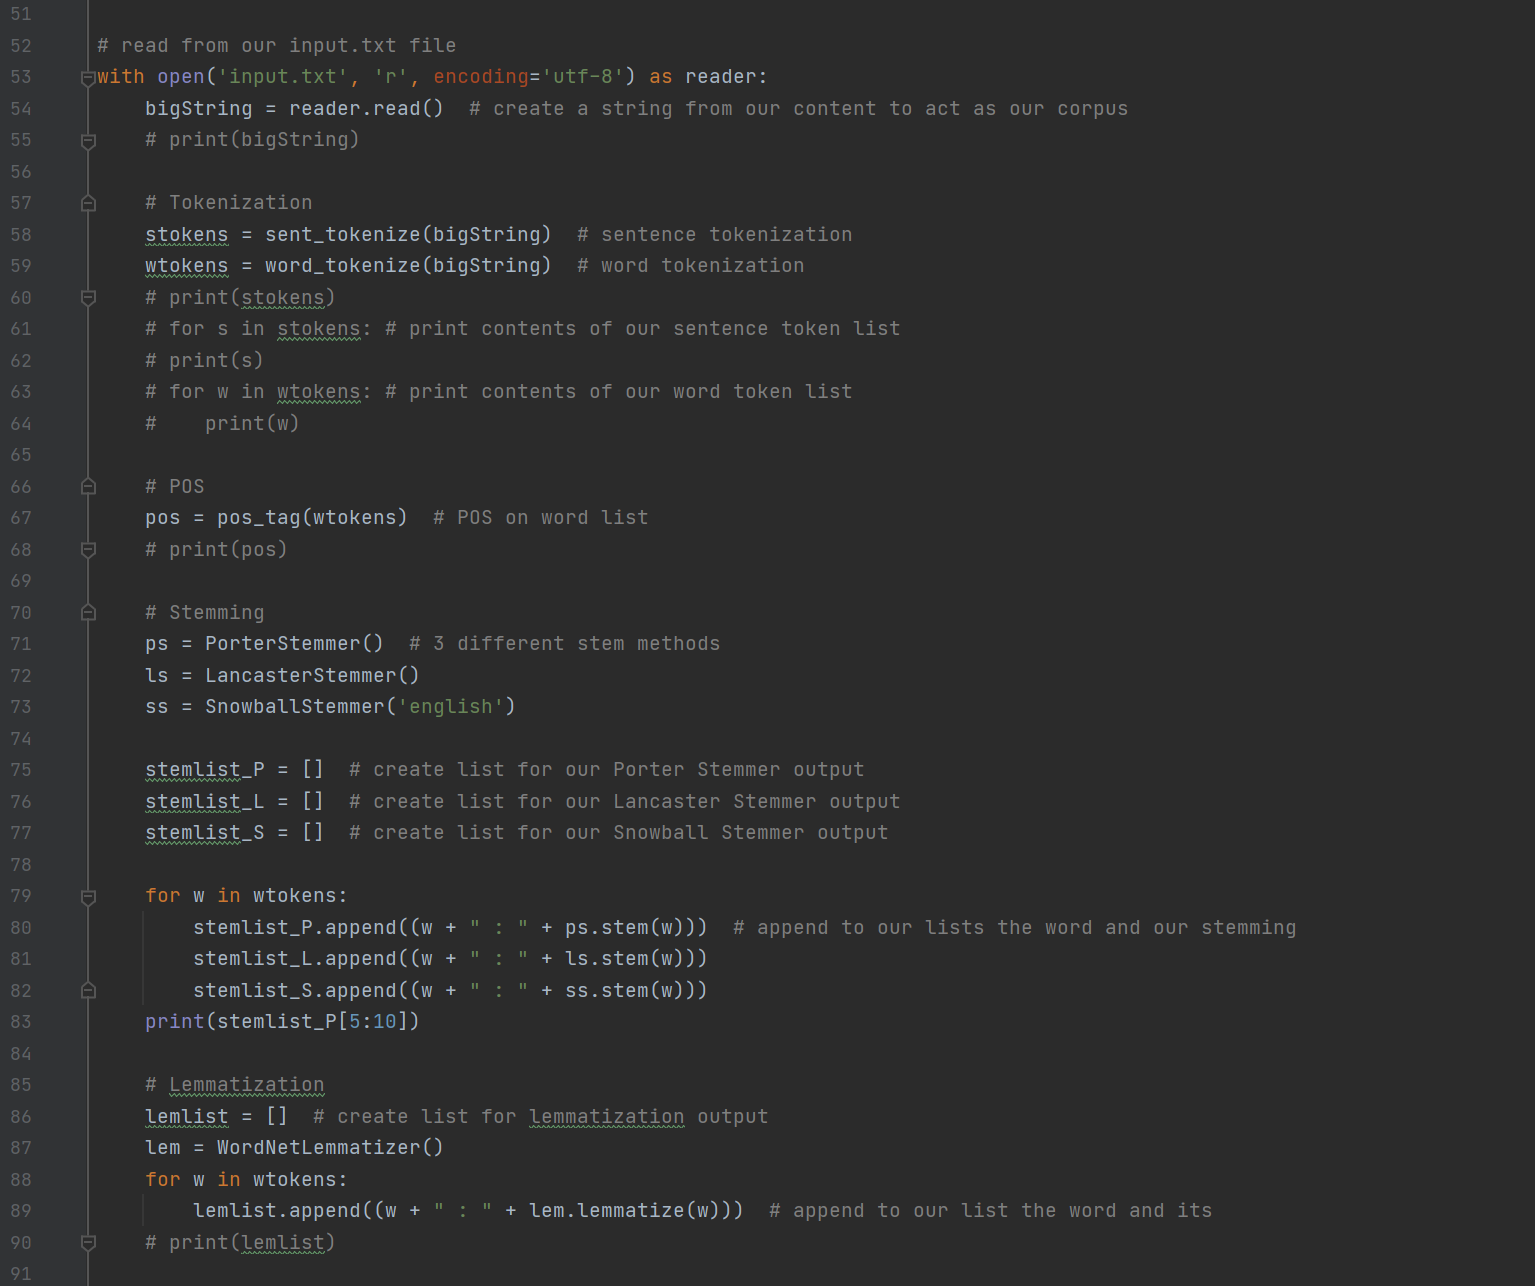 51
52 # read from our input.txt file
53 with open('input.txt', 'r', encoding='utf-8') as reader:
54     bigString = reader.read()  # create a string from our content to act as our corpus
55     # print(bigString)
56
57     # Tokenization
58     stokens = sent_tokenize(bigString)  # sentence tokenization
59     wtokens = word_tokenize(bigString)  # word tokenization
60     # print(stokens)
61     # for s in stokens: # print contents of our sentence token list
62     # print(s)
63     # for w in wtokens: # print contents of our word token list
64     #    print(w)
65
66     # POS
67     pos = pos_tag(wtokens)  # POS on word list
68     # print(pos)
69
70     # Stemming
71     ps = PorterStemmer()  # 3 different stem methods
72     ls = LancasterStemmer()
73     ss = SnowballStemmer('english')
74
75     stemlist_P = []  # create list for our Porter Stemmer output
76     stemlist_L = []  # create list for our Lancaster Stemmer output
77     stemlist_S = []  # create list for our Snowball Stemmer output
78
79     for w in wtokens:
80         stemlist_P.append((w + " : " + ps.stem(w)))  # append to our lists the word and our stemming
81         stemlist_L.append((w + " : " + ls.stem(w)))
82         stemlist_S.append((w + " : " + ss.stem(w)))
83     print(stemlist_P[5:10])
84
85     # Lemmatization
86     lemlist = []  # create list for lemmatization output
87     lem = WordNetLemmatizer()
88     for w in wtokens:
89         lemlist.append((w + " : " + lem.lemmatize(w)))  # append to our list the word and its
90     # print(lemlist)
91